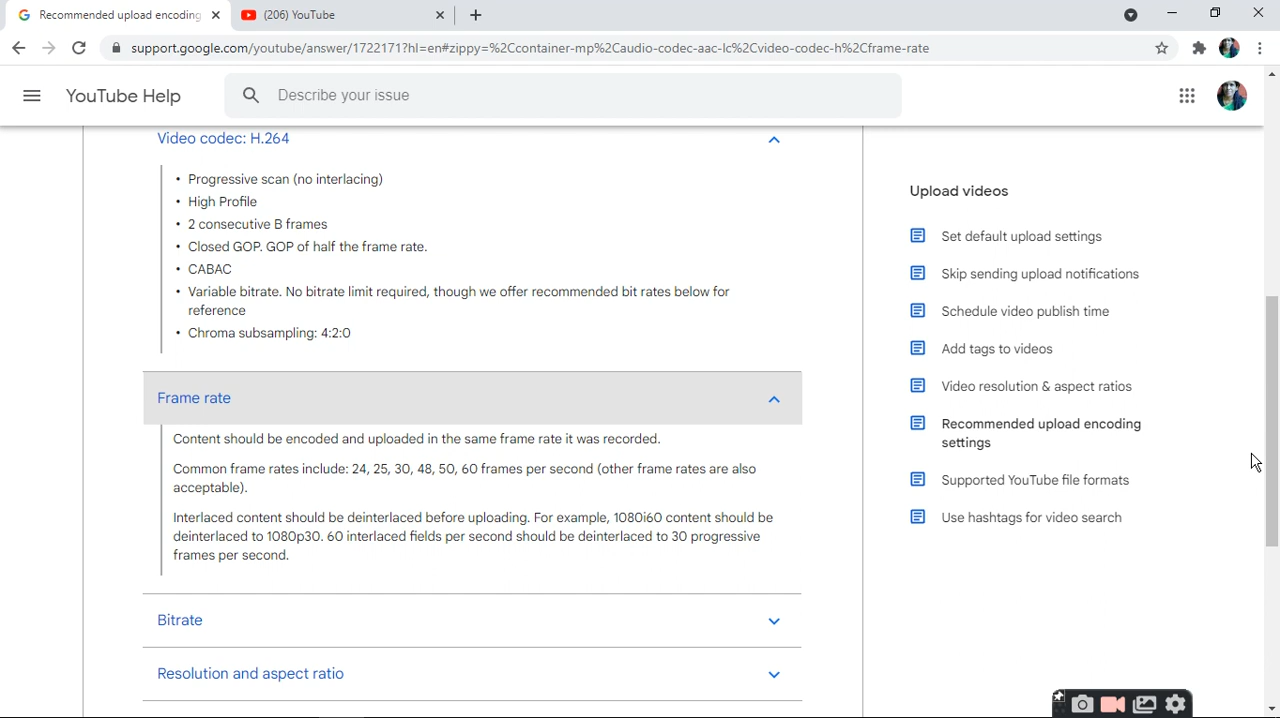 Recommended upload encoding
(206) YouTube
support.google.com/youtube/answer/1722171?hl=en#zippy=%2Ccontainer-mp%2Caudio-codec-aac-lc%2Cvideo-codec-h%2Cframe-rate
YouTube Help
Describe your issue
Video codec: H.264
• Progressive scan (no interlacing)
• High Profile
• 2 consecutive B frames
• Closed GOP. GOP of half the frame rate.
• CABAC
• Variable bitrate. No bitrate limit required, though we offer recommended bit rates below for
reference
• Chroma subsampling: 4:2:0
Frame rate
Content should be encoded and uploaded in the same frame rate it was recorded.
Common frame rates include: 24, 25, 30, 48, 50, 60 frames per second (other frame rates are also
acceptable).
Interlaced content should be deinterlaced before uploading. For example, 1080i60 content should be
deinterlaced to 1080p30. 60 interlaced fields per second should be deinterlaced to 30 progressive
frames per second.
Bitrate
Resolution and aspect ratio
Upload videos
Set default upload settings
Skip sending upload notifications
Schedule video publish time
Add tags to videos
Video resolution & aspect ratios
Recommended upload encoding
settings
Supported YouTube file formats
Use hashtags for video search